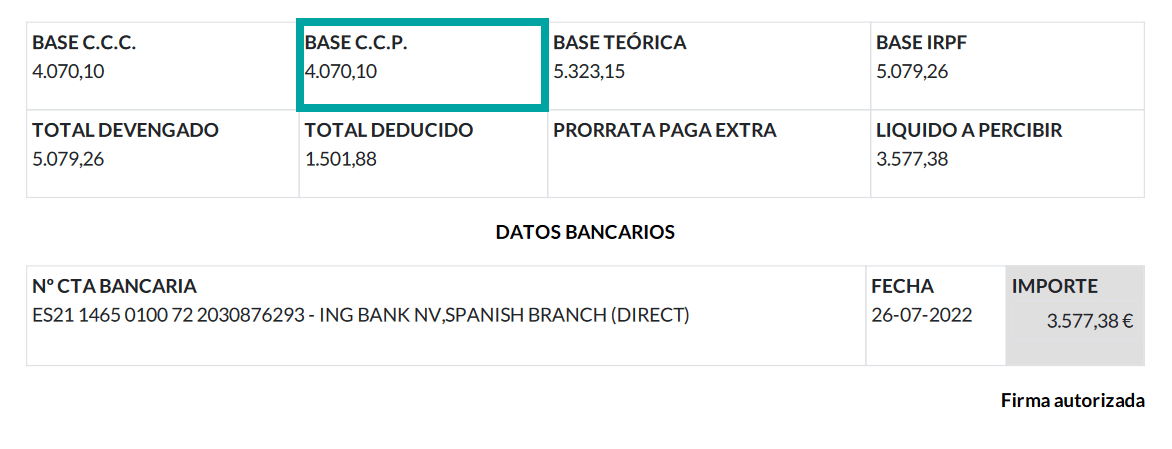 BASE C.C.C. BASE C.C.P. BASE TEÓRICA BASE IRPF
4.070,10 4.070,10 5.323,15 5.079,26
TOTAL DEVENGADO TOTAL DEDUCIDO PRORRATA PAGA EXTRA LIQUIDO A PERCIBIR
5.079,26 1.501,88 3.577,38
DATOS BANCARIOS
Nº CTA BANCARIA FECHA IMPORTE
ES21 1465 0100 72 2030876293 - ING BANK NV,SPANISH BRANCH (DIRECT) 26-07-2022 3.577,38 €
Firma autorizada